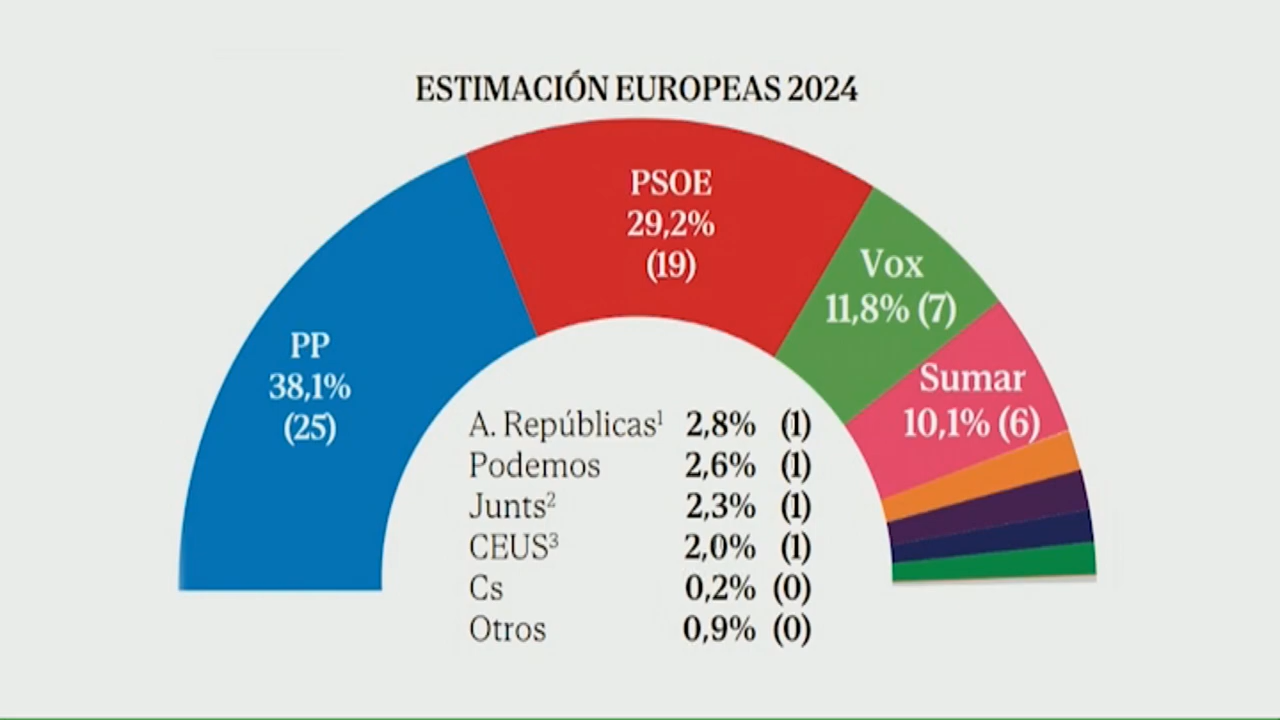 ESTIMACIÓN EUROPEAS 2024
PSOE
29,2%
(19)
Vox
11,8% (7)
PP
38,1%
(25)
Sumar
10,1% (6)
A. Repúblicas¹ 2,8% (1)
Podemos 2,6% (1)
Junts² 2,3% (1)
CEUS³ 2,0% (1)
Cs 0,2% (0)
Otros 0,9% (0)